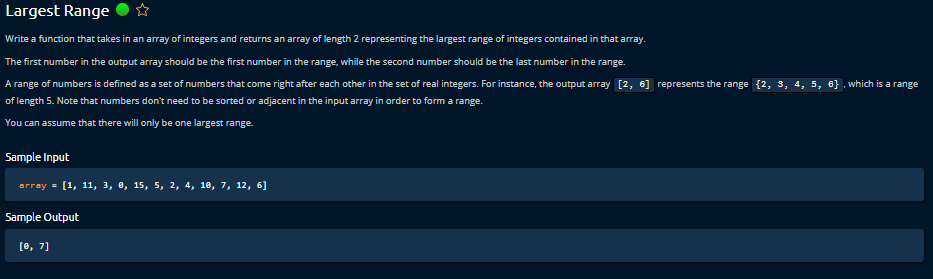 Largest Range
Write a function that takes in an array of integers and returns an array of length 2 representing the largest range of integers contained in that array.
The first number in the output array should be the first number in the range, while the second number should be the last number in the range.
A range of numbers is defined as a set of numbers that come right after each other in the set of real integers. For instance, the output array [2, 6] represents the range {2, 3, 4, 5, 6}, which is a range
of length 5. Note that numbers don't need to be sorted or adjacent in the input array in order to form a range.
You can assume that there will only be one largest range.
Sample Input
array = [1, 11, 3, 0, 15, 5, 2, 4, 10, 7, 12, 6]
Sample Output
[0, 7]